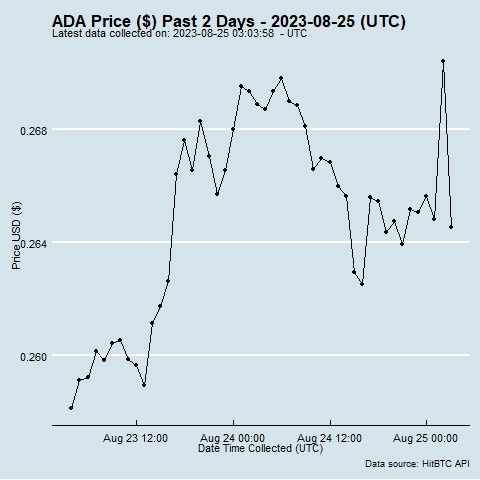 ADA Price ($) Past 2 Days - 2023-08-25 (UTC)
Latest data collected on: 2023-08-25 03:03:58 - UTC
Price USD ($)
0.268
0.264
0.260
Aug 23 12:00 Aug 24 00:00 Aug 24 12:00 Aug 25 00:00
Date Time Collected (UTC)
Data source: HitBTC API